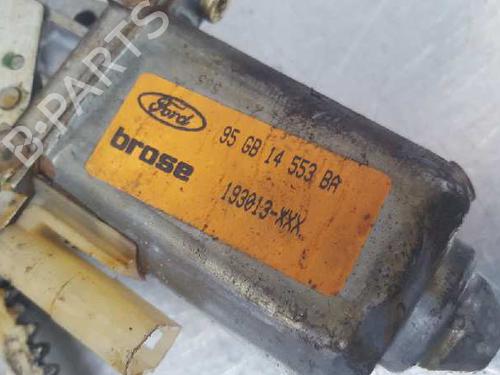 Ford
95 GB 14 553 BA
brose
193013-XXX
B-PARTS